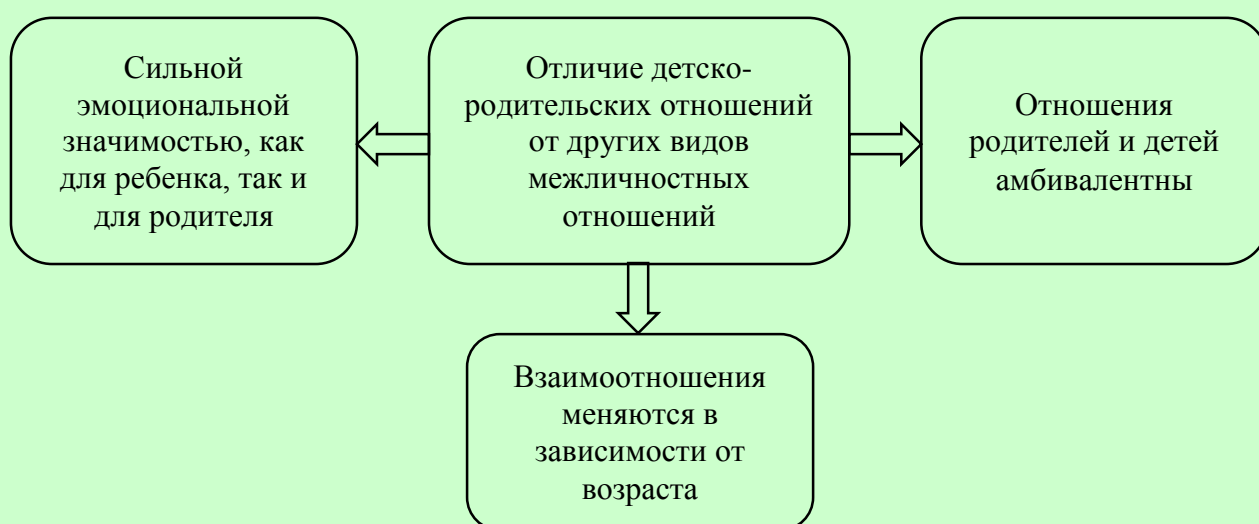 Сильной
эмоциональной
значимостью, как
для ребенка, так и
для родителя
Отличие детско-
родительских отношений
от других видов
межличностных
отношений
Отношения
родителей и детей
амбивалентны
Взаимоотношения
меняются в
зависимости от
возраста